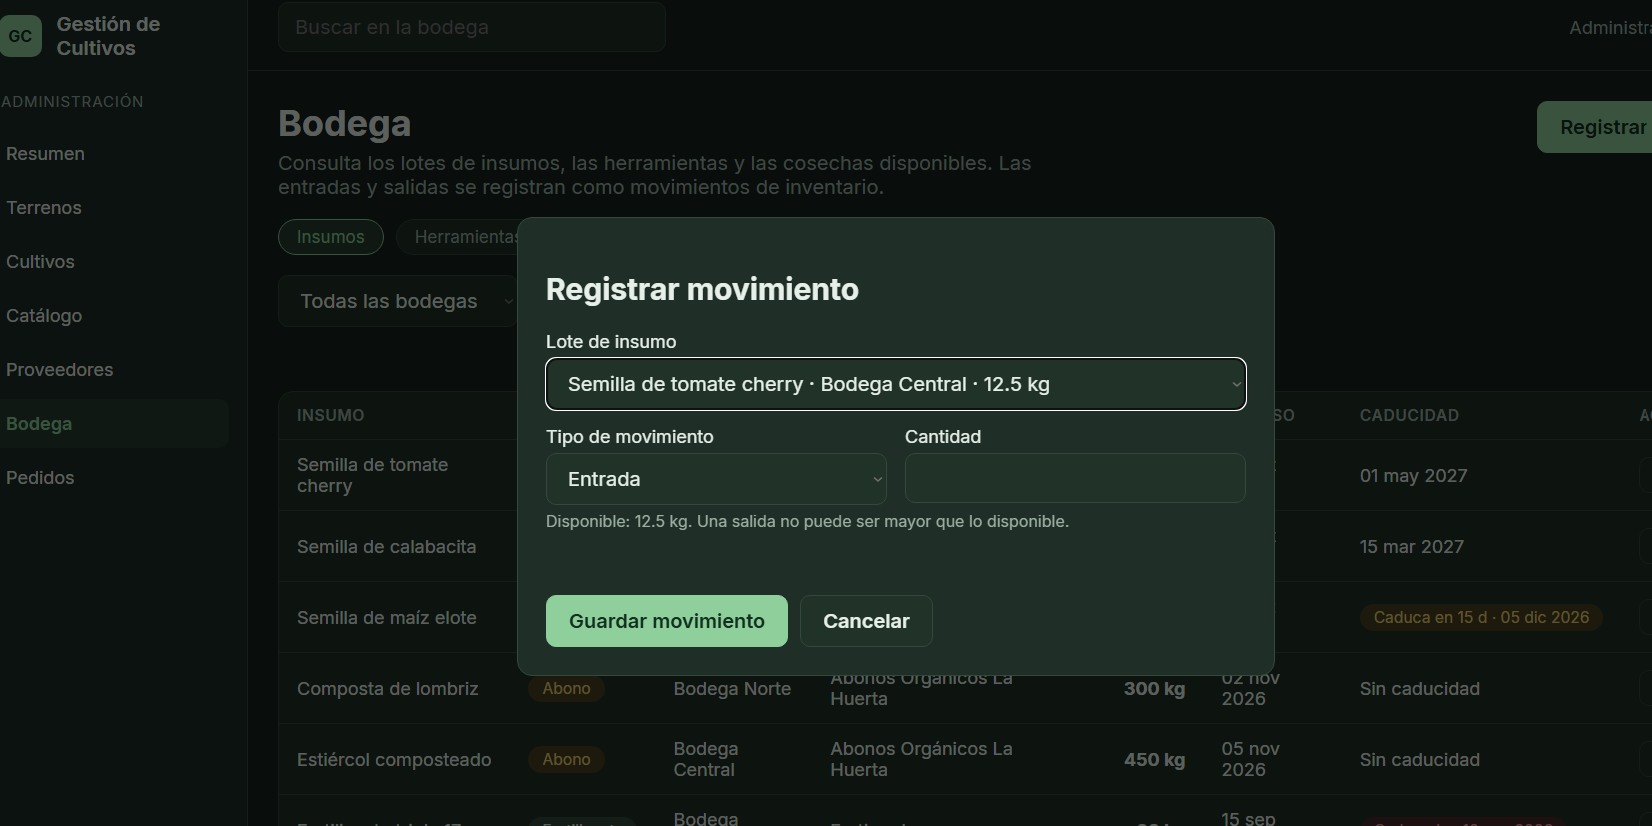 GC
Gestión de
Cultivos
Buscar en la bodega
ADMINISTRACIÓN
Resumen
Terrenos
Cultivos
Catálogo
Proveedores
Bodega
Pedidos
Bodega
Registrar
Consulta los lotes de insumos, las herramientas y las cosechas disponibles. Las
entradas y salidas se registran como movimientos de inventario.
Insumos
Herramientas
Todas las bodegas
Registrar movimiento
Lote de insumo
Semilla de tomate cherry · Bodega Central · 12.5 kg
Tipo de movimiento
Cantidad
Entrada
Disponible: 12.5 kg. Una salida no puede ser mayor que lo disponible.
Guardar movimiento
Cancelar
INSUMO
CADUCIDAD
Semilla de tomate
cherry
01 may 2027
Semilla de calabacita
15 mar 2027
Semilla de maíz elote
Caduca en 15 d · 05 dic 2026
Composta de lombriz
Abono
Bodega Norte
Abonos Orgánicos La
Huerta
300 kg
02 nov
2026
Sin caducidad
Estiércol composteado
Abono
Bodega
Central
Abonos Orgánicos La
Huerta
450 kg
05 nov
2026
Sin caducidad
Bodega
15 sep